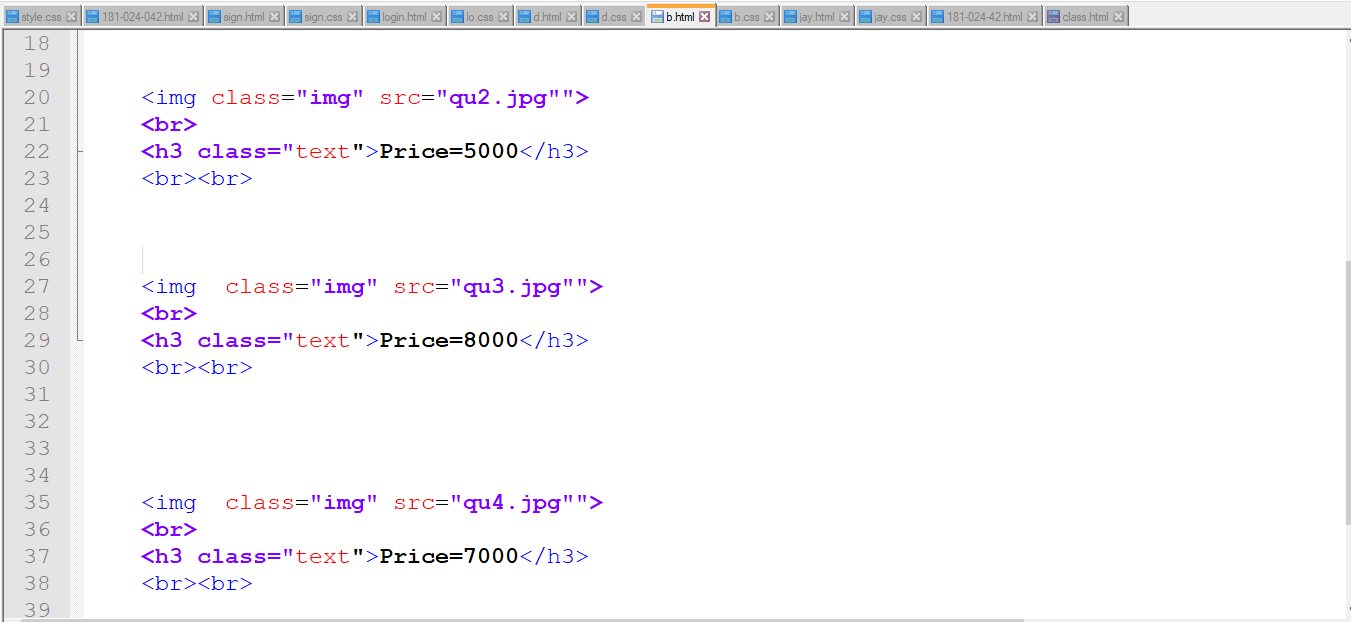 style.css 181-024-042.html sign.html sign.css login.html lo.css d.html d.css b.html b.css jay.html jay.css 181-024-42.html class.html
18
19
20 <img class="img" src="qu2.jpg"">
21 <br>
22 <h3 class="text">Price=5000</h3>
23 <br><br>
24
25
26
27 <img  class="img" src="qu3.jpg"">
28 <br>
29 <h3 class="text">Price=8000</h3>
30 <br><br>
31
32
33
34
35 <img  class="img" src="qu4.jpg"">
36 <br>
37 <h3 class="text">Price=7000</h3>
38 <br><br>
39